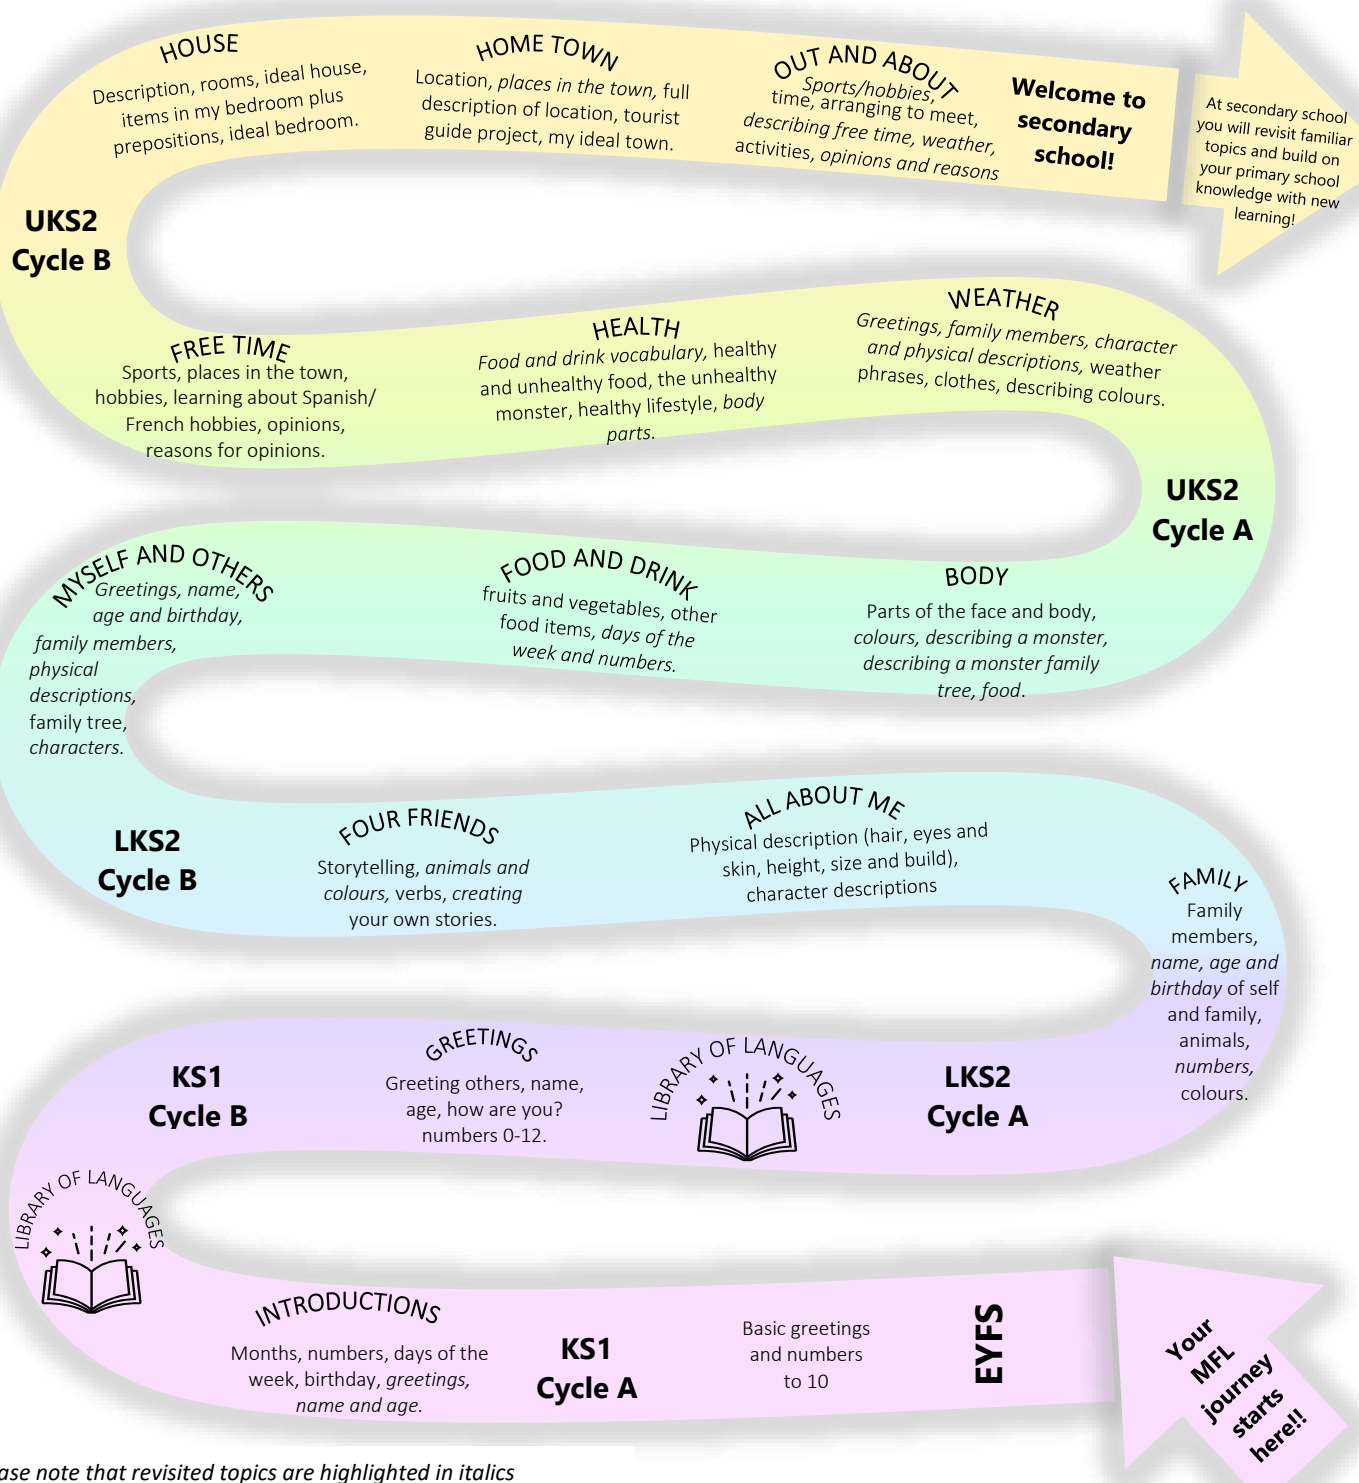 HOUSE
Description, rooms, ideal house,
items in my bedroom plus
prepositions, ideal bedroom.
HOME TOWN
Location, places in the town, full
description of location, tourist
guide project, my ideal town.
OUT AND ABOUT
Sports/hobbies,
time, arranging to meet,
describing free time, weather,
activities, opinions and reasons
Welcome to
secondary
school!
At secondary school
you will revisit familiar
topics and build on
your primary school
knowledge with new
learning!
UKS2
Cycle B
FREE TIME
Sports, places in the town,
hobbies, learning about Spanish/
French hobbies, opinions,
reasons for opinions.
HEALTH
Food and drink vocabulary, healthy
and unhealthy food, the unhealthy
monster, healthy lifestyle, body
parts.
WEATHER
Greetings, family members, character
and physical descriptions, weather
phrases, clothes, describing colours.
UKS2
Cycle A
MYSELF AND OTHERS
Greetings, name,
age and birthday,
family members,
physical
descriptions,
family tree,
characters.
FOOD AND DRINK
fruits and vegetables, other
food items, days of the
week and numbers.
BODY
Parts of the face and body,
colours, describing a monster,
describing a monster family
tree, food.
LKS2
Cycle B
FOUR FRIENDS
Storytelling, animals and
colours, verbs, creating
your own stories.
ALL ABOUT ME
Physical description (hair, eyes and
skin, height, size and build),
character descriptions
FAMILY
Family
members,
name, age and
birthday of self
and family,
animals,
numbers,
colours.
KS1
Cycle B
GREETINGS
Greeting others, name,
age, how are you?
numbers 0-12.
LIBRARY OF LANGUAGES
LKS2
Cycle A
LIBRARY OF LANGUAGES
INTRODUCTIONS
Months, numbers, days of the
week, birthday, greetings,
name and age.
KS1
Cycle A
Basic greetings
and numbers
to 10
EYFS
Your
MFL
journey
starts
here!!
ase note that revisited topics are highlighted in italics